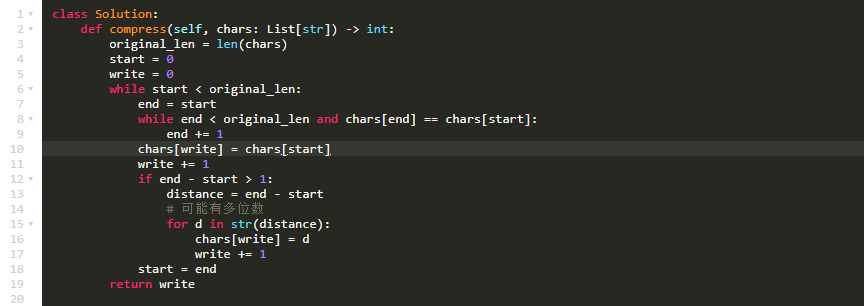 1 class Solution:
2 def compress(self, chars: List[str]) -> int:
3 original_len = len(chars)
4 start = 0
5 write = 0
6 while start < original_len:
7 end = start
8 while end < original_len and chars[end] == chars[start]:
9 end += 1
10 chars[write] = chars[start]
11 write += 1
12 if end - start > 1:
13 distance = end - start
14 # 可能有多位数
15 for d in str(distance):
16 chars[write] = d
17 write += 1
18 start = end
19 return write
20